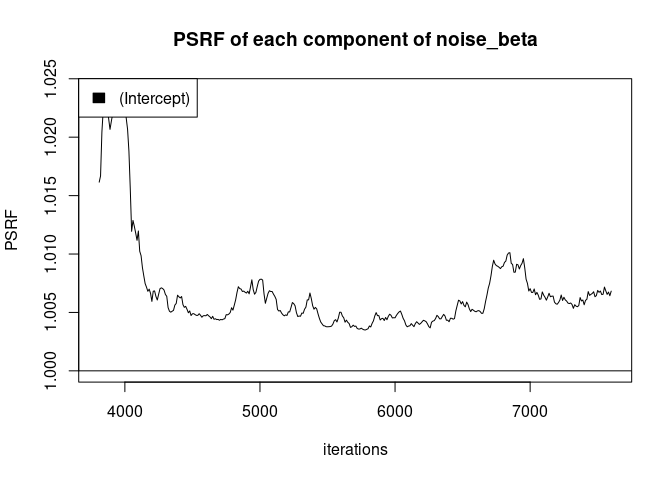 PSRF of each component of noise_beta
(Intercept)
1.025
1.020
1.015
1.010
1.005
1.000
PSRF
4000 5000 6000 7000
iterations